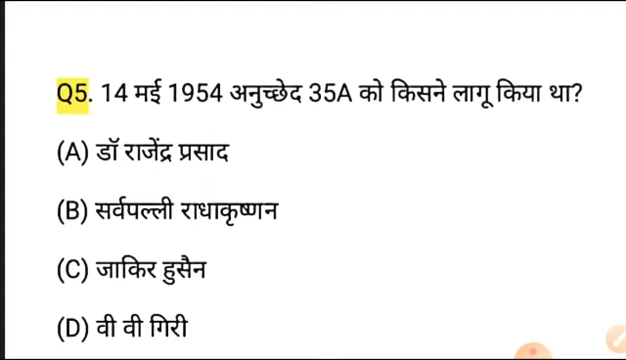 Q5. 14 मई 1954 अनुच्छेद 35A को किसने लागू किया था?
(A) डॉ राजेंद्र प्रसाद
(B) सर्वपल्ली राधाकृष्णन
(C) जाकिर हुसैन
(D) वी वी गिरी